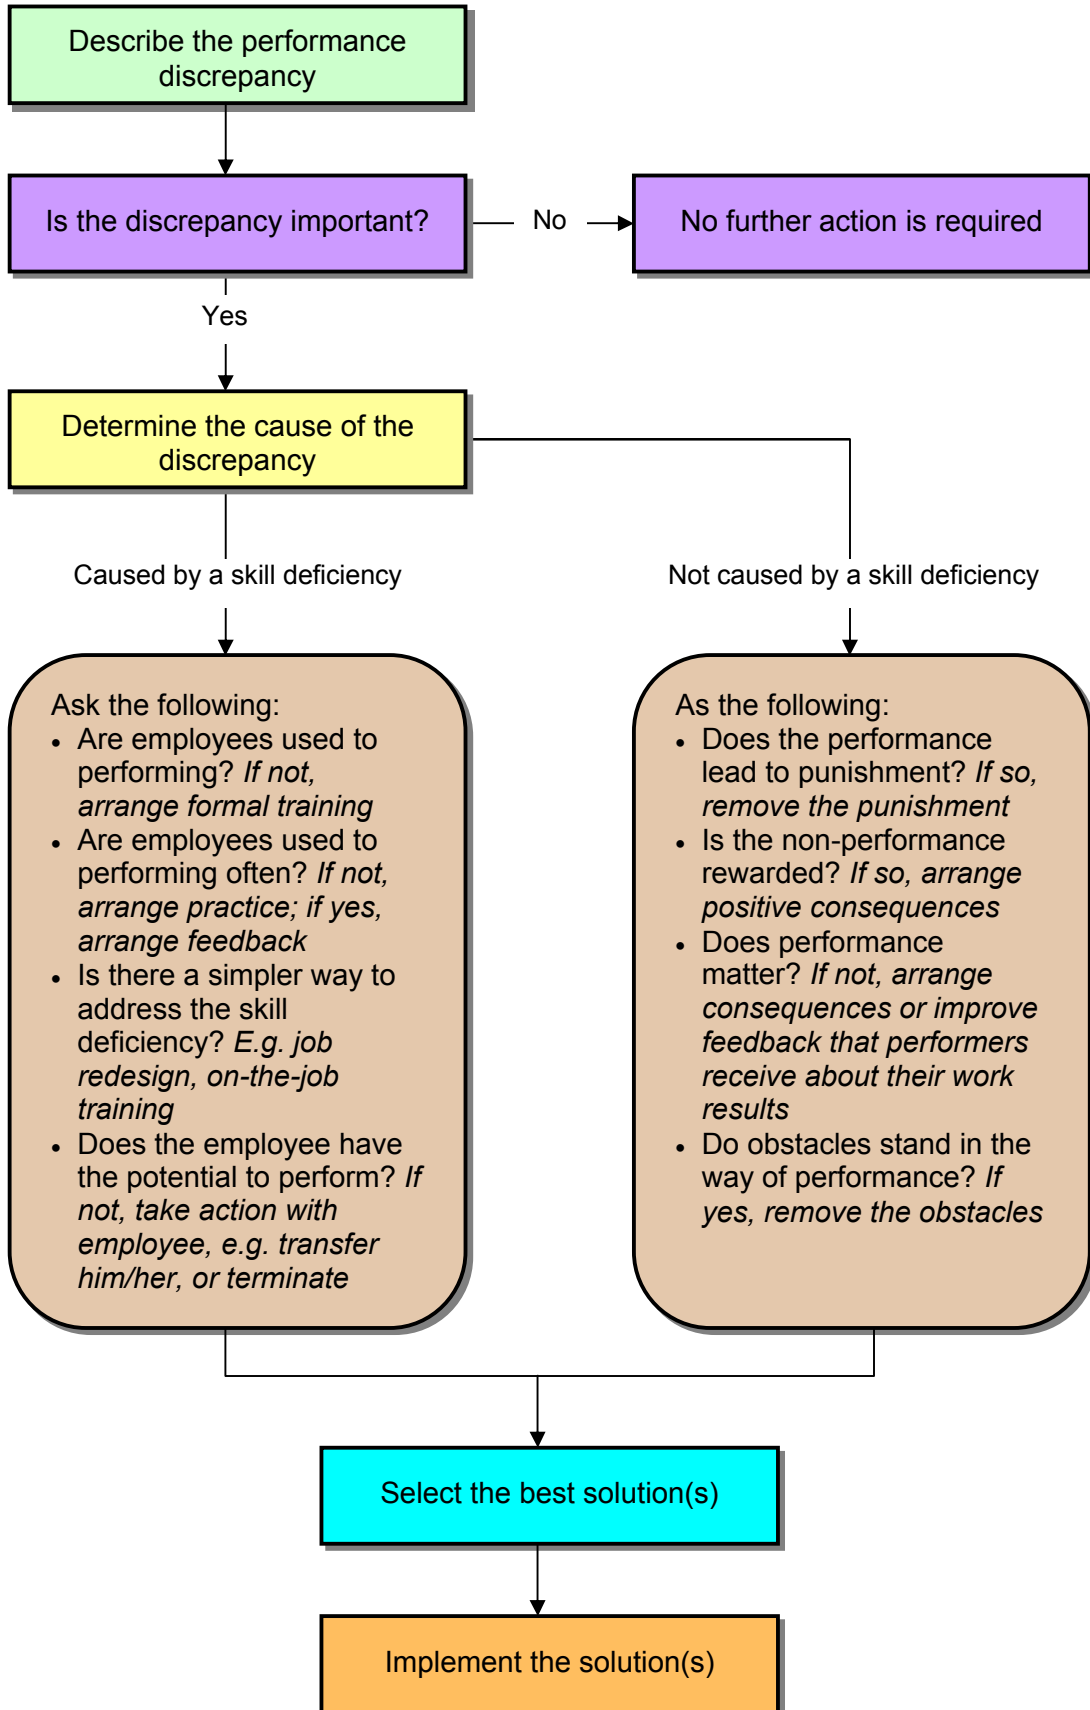 Describe the performance
discrepancy
Is the discrepancy important?
No
No further action is required
Yes
Determine the cause of the
discrepancy
Caused by a skill deficiency
Not caused by a skill deficiency
Ask the following:
• Are employees used to
performing? If not,
arrange formal training
• Are employees used to
performing often? If not,
arrange practice; if yes,
arrange feedback
• Is there a simpler way to
address the skill
deficiency? E.g. job
redesign, on-the-job
training
• Does the employee have
the potential to perform? If
not, take action with
employee, e.g. transfer
him/her, or terminate
As the following:
• Does the performance
lead to punishment? If so,
remove the punishment
• Is the non-performance
rewarded? If so, arrange
positive consequences
• Does performance
matter? If not, arrange
consequences or improve
feedback that performers
receive about their work
results
• Do obstacles stand in the
way of performance? If
yes, remove the obstacles
Select the best solution(s)
Implement the solution(s)